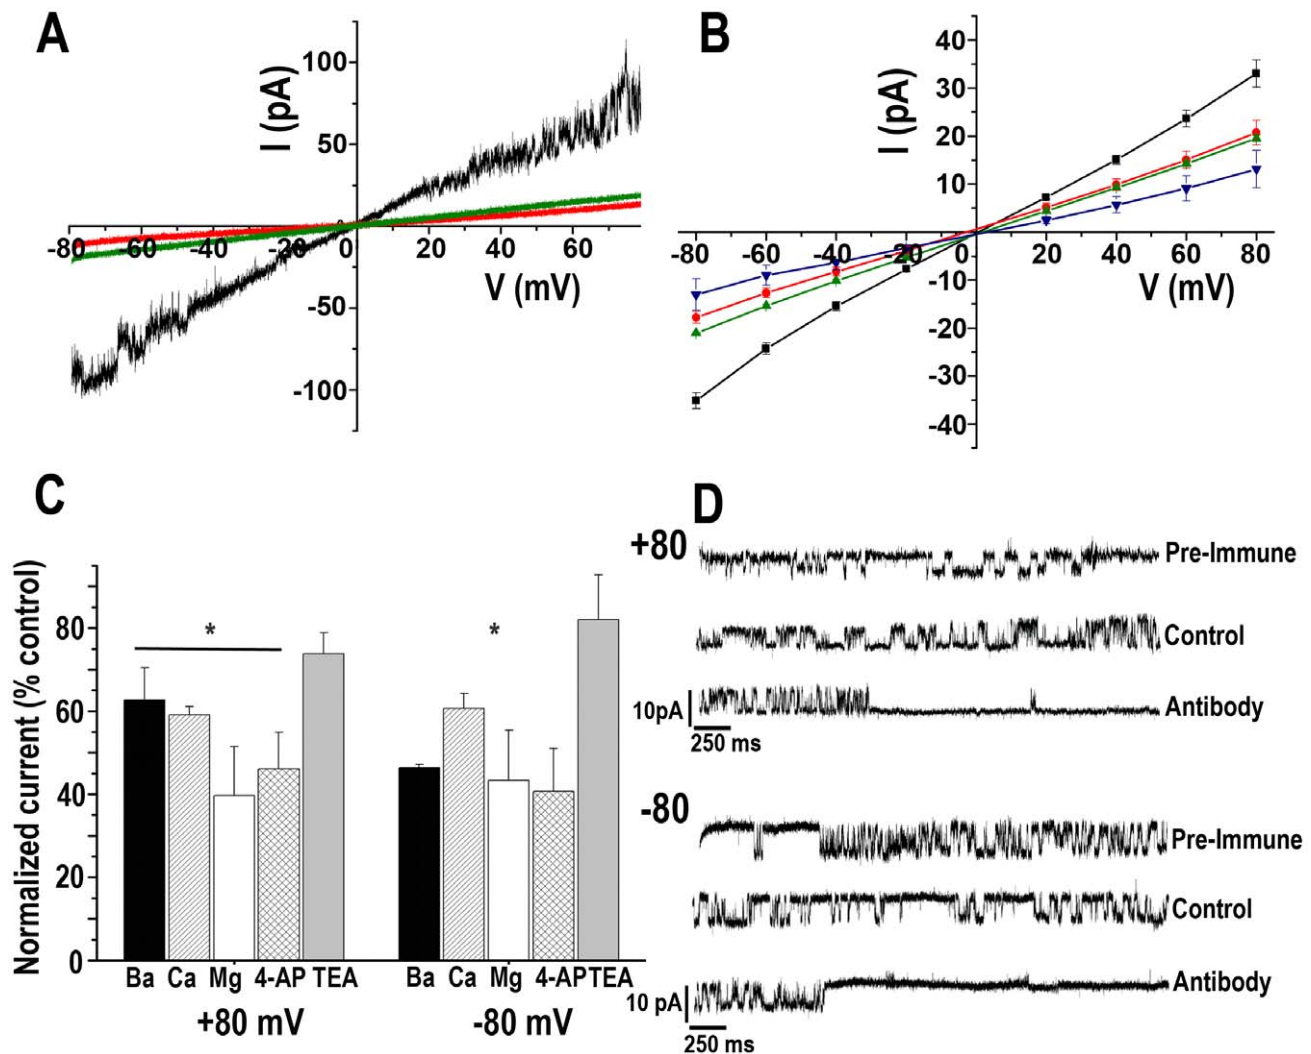 A
I (pA)
100
50
0
-50
-100
-80 -60 -40 -20 20 40 60
V (mV)
B
I (pA)
40
30
20
10
0
-10
-20
-30
-40
-80 -60 -40 -20 20 40 60 80
V (mV)
C
Normalized current (% control)
80
60
40
20
0
* *
Ba Ca Mg 4-AP TEA Ba Ca Mg 4-AP TEA
+80 mV -80 mV
D
+80
Pre-Immune
Control
10pA Antibody
250 ms
-80
Pre-Immune
Control
10 pA Antibody
250 ms